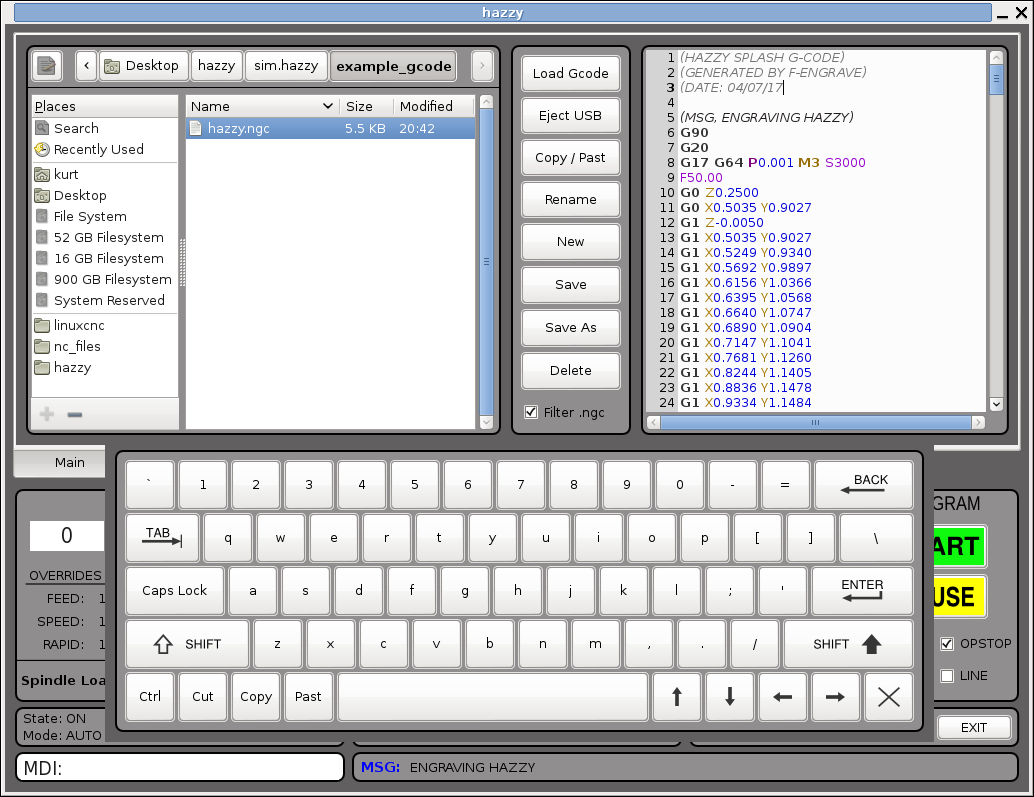 hazzy
‹ Desktop hazzy sim.hazzy example_gcode ›
Places
Search
Recently Used
kurt
Desktop
File System
52 GB Filesystem
16 GB Filesystem
900 GB Filesystem
System Reserved
linuxcnc
nc_files
hazzy
Name Size Modified
hazzy.ngc 5.5 KB 20:42
Load Gcode
Eject USB
Copy / Past
Rename
New
Save
Save As
Delete
Filter .ngc
1 (HAZZY SPLASH G-CODE)
2 (GENERATED BY F-ENGRAVE)
3 (DATE: 04/07/17
4
5 (MSG, ENGRAVING HAZZY)
6 G90
7 G20
8 G17 G64 P0.001 M3 S3000
9 F50.00
10 G0 Z0.2500
11 G0 X0.5035 Y0.9027
12 G1 Z-0.0050
13 G1 X0.5035 Y0.9027
14 G1 X0.5249 Y0.9340
15 G1 X0.5692 Y0.9897
16 G1 X0.6156 Y1.0366
17 G1 X0.6395 Y1.0568
18 G1 X0.6640 Y1.0747
19 G1 X0.6890 Y1.0904
20 G1 X0.7147 Y1.1041
21 G1 X0.7681 Y1.1260
22 G1 X0.8244 Y1.1405
23 G1 X0.8836 Y1.1478
24 G1 X0.9334 Y1.1484
Main
0
OVERRIDES
FEED: 1
SPEED: 1
RAPID: 1
Spindle Loa
State: ON
Mode: AUTO
` 1 2 3 4 5 6 7 8 9 0 - = BACK
TAB q w e r t y u i o p [ ] \
Caps Lock a s d f g h j k l ; ' ENTER
SHIFT z x c v b n m , . / SHIFT
Ctrl Cut Copy Past
GRAM
ART
USE
OPSTOP
LINE
EXIT
MDI:
MSG: ENGRAVING HAZZY